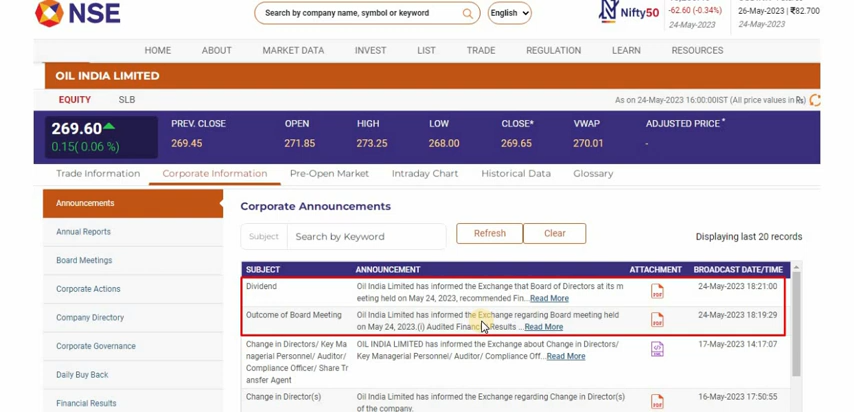 NSE
Search by company name, symbol or keyword
English
Nifty50
-62.60 (-0.34%)
24-May-2023
26-May-2023 | ₹82.700
24-May-2023
HOME ABOUT MARKET DATA INVEST LIST TRADE REGULATION LEARN RESOURCES
OIL INDIA LIMITED
EQUITY SLB
As on 24-May-2023 16:00:00IST (All price values in ₨)
269.60
0.15( 0.06 %)
PREV. CLOSE OPEN HIGH LOW CLOSE* VWAP ADJUSTED PRICE *
269.45 271.85 273.25 268.00 269.65 270.01 -
Trade Information Corporate Information Pre-Open Market Intraday Chart Historical Data Glossary
Announcements
Annual Reports
Board Meetings
Corporate Actions
Company Directory
Corporate Governance
Daily Buy Back
Financial Results
Corporate Announcements
Subject Search by Keyword Refresh Clear Displaying last 20 records
SUBJECT ANNOUNCEMENT ATTACHMENT BROADCAST DATE/TIME
Dividend Oil India Limited has informed the Exchange that Board of Directors at its m 24-May-2023 18:21:00
eeting held on May 24, 2023, recommended Fin...Read More
PDF
Outcome of Board Meeting Oil India Limited has informed the Exchange regarding Board meeting held 24-May-2023 18:19:29
on May 24, 2023.(i) Audited Financial Results ...Read More
PDF
Change in Directors/ Key Ma OIL INDIA LIMITED has informed the Exchange about Change in Directors/ 17-May-2023 14:17:07
nagerial Personnel/ Auditor/ Key Managerial Personnel/ Auditor/ Compliance Off...Read More
Compliance Officer/ Share Tr
ansfer Agent
Change in Director(s) Oil India Limited has informed the Exchange regarding Change in Director(s) 16-May-2023 17:50:55
of the company.
PDF